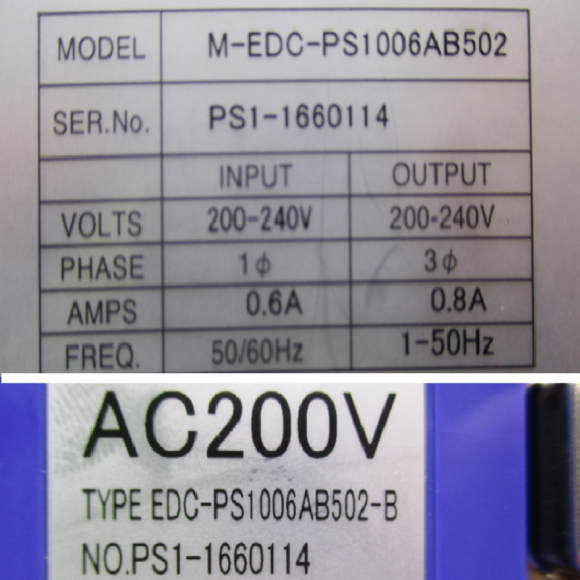 MODEL M-EDC-PS1006AB502
SER.No. PS1-1660114
INPUT OUTPUT
VOLTS 200-240V 200-240V
PHASE 1ϕ 3ϕ
AMPS 0.6A 0.8A
FREQ. 50/60Hz 1-50Hz
AC200V
TYPE EDC-PS1006AB502-B
NO.PS1-1660114